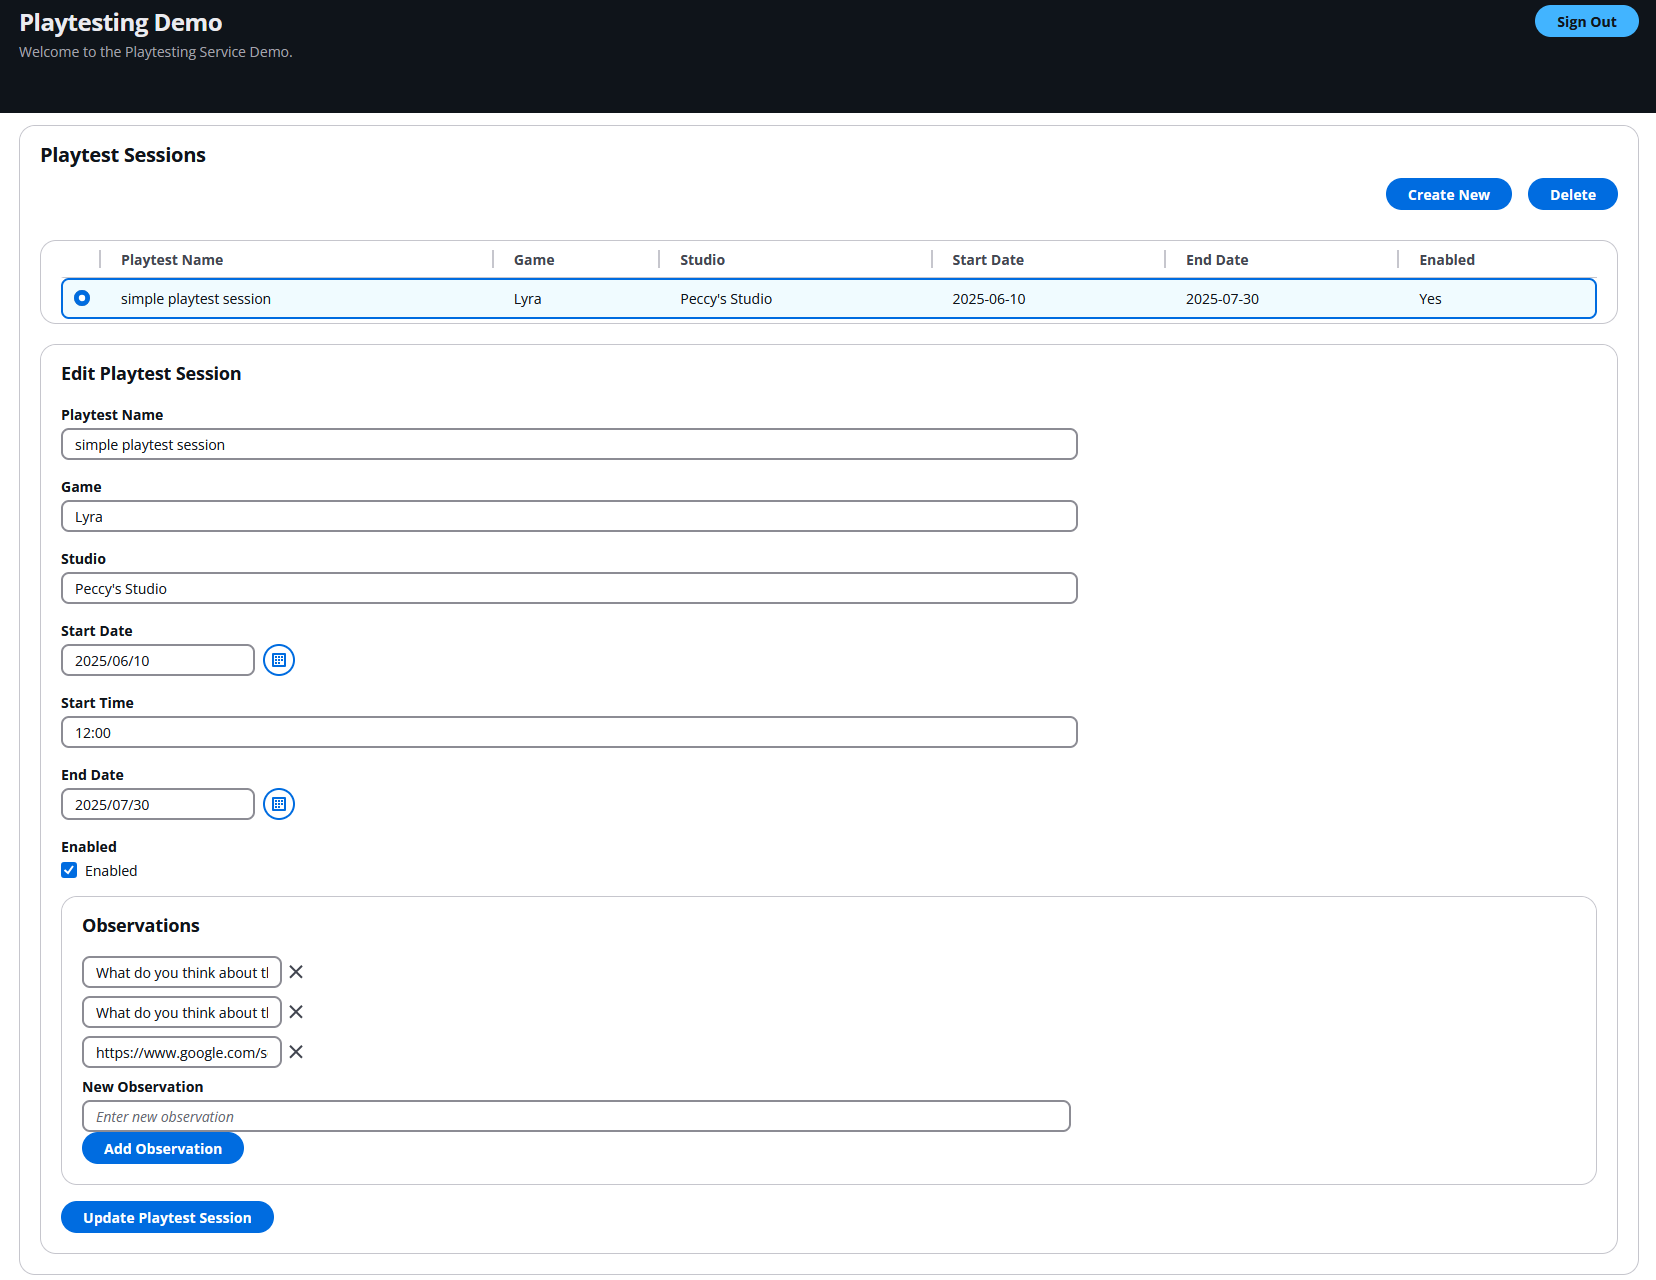 Playtesting Demo
Sign Out
Welcome to the Playtesting Service Demo.
Playtest Sessions
Create New Delete
Playtest Name Game Studio Start Date End Date Enabled
simple playtest session Lyra Peccy's Studio 2025-06-10 2025-07-30 Yes
Edit Playtest Session
Playtest Name
simple playtest session
Game
Lyra
Studio
Peccy's Studio
Start Date
2025/06/10
Start Time
12:00
End Date
2025/07/30
Enabled
Enabled
Observations
What do you think about
What do you think about
https://www.google.com/s
New Observation
Enter new observation
Add Observation
Update Playtest Session